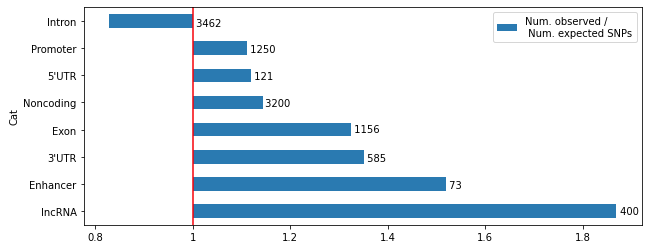 Num. observed /
Num. expected SNPs
Cat
Intron 3462
Promoter 1250
5'UTR 121
Noncoding 3200
Exon 1156
3'UTR 585
Enhancer 73
lncRNA 400
0.8 1 1.2 1.4 1.6 1.8